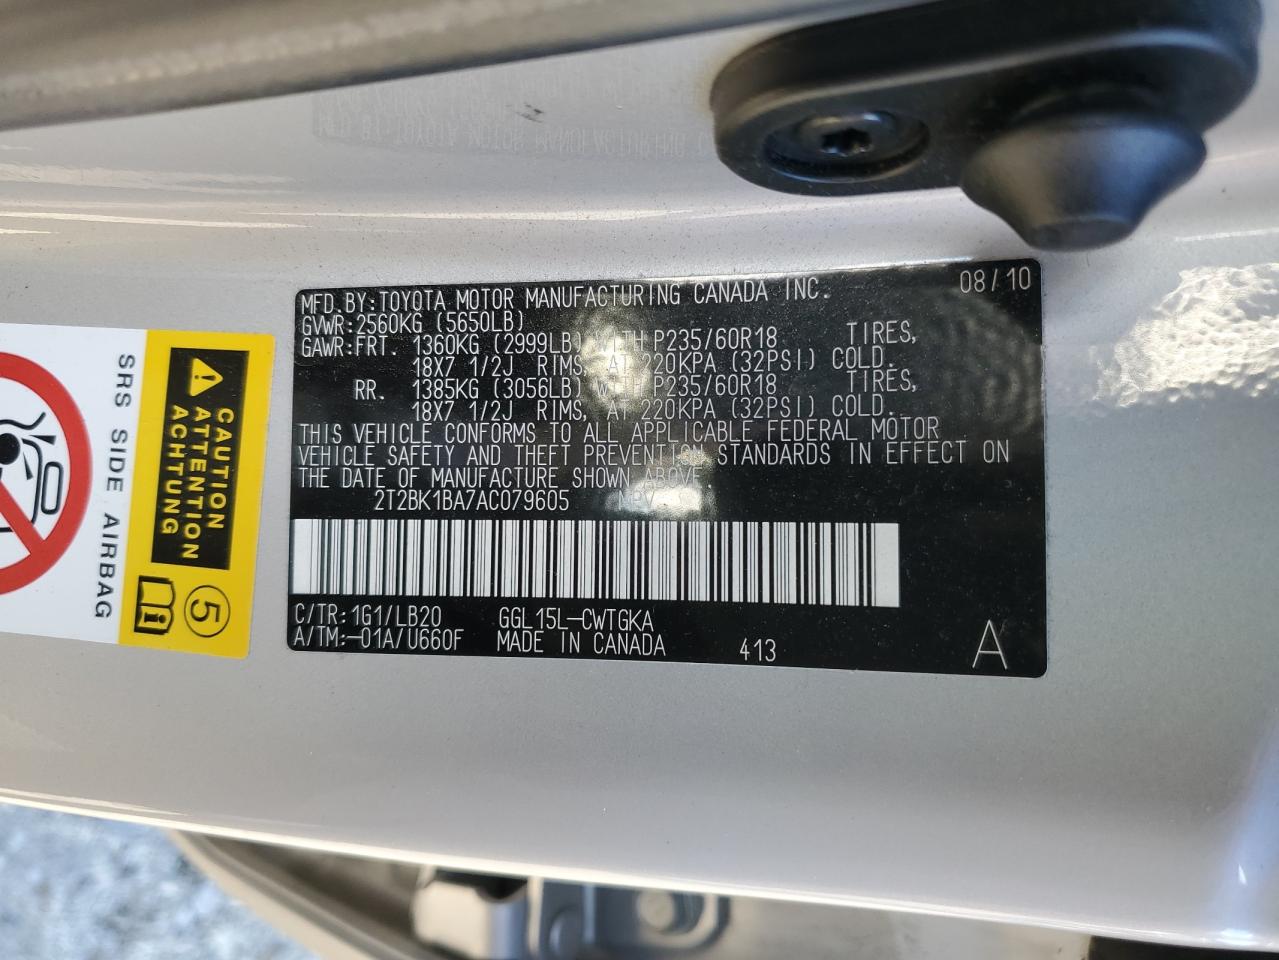 MFD.BY:TOYOTA MOTOR MANUFACTURING CANADA INC. 08/10
GVWR:2560KG (5650LB)
GAWR:FRT. 1360KG (2999LB) WITH P235/60R18 TIRES,
18X7 1/2J RIMS, AT 220KPA (32PSI) COLD.
RR. 1385KG (3056LB) WITH P235/60R18 TIRES,
18X7 1/2J RIMS, AT 220KPA (32PSI) COLD.
THIS VEHICLE CONFORMS TO ALL APPLICABLE FEDERAL MOTOR
VEHICLE SAFETY AND THEFT PREVENTION STANDARDS IN EFFECT ON
THE DATE OF MANUFACTURE SHOWN ABOVE.
2T2BK1BA7AC079605 MPV
C/TR:1G1/LB20 GGL15L-CWTGKA
A/TM:-01A/U660F MADE IN CANADA 413 A
CAUTION
ATTENTION
ACHTUNG
5
SRS SIDE AIRBAG